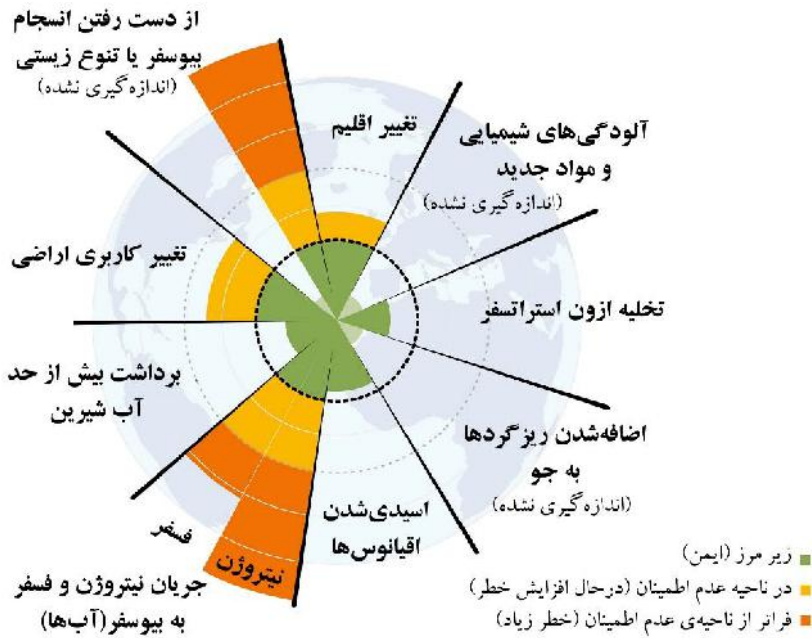 از دست رفتن انسجام
بیوسفر یا تنوع زیستی
(اندازه‌گیری نشده)
تغییر اقلیم
آلودگی‌های شیمیایی
و مواد جدید
(اندازه‌گیری نشده)
تغییر کاربری اراضی
تخلیه ازون استراتسفر
برداشت بیش از حد
آب شیرین
اضافه‌شدن ریزگردها
به جو
(اندازه‌گیری نشده)
اسیدی‌شدن
اقیانوس‌ها
فسفر
نیتروژن
جریان نیتروژن و فسفر
به بیوسفر(آب‌ها)
زیر مرز (ایمن)
در ناحیه عدم اطمینان (درحال افزایش خطر)
فراتر از ناحیه‌ی عدم اطمینان (خطر زیاد)